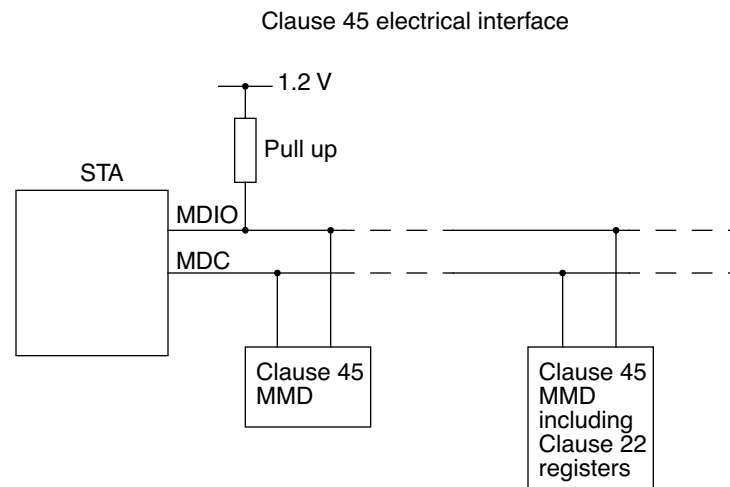 Clause 45 electrical interface
1.2 V
Pull up
STA
MDIO
MDC
Clause 45
MMD
Clause 45
MMD
including
Clause 22
registers